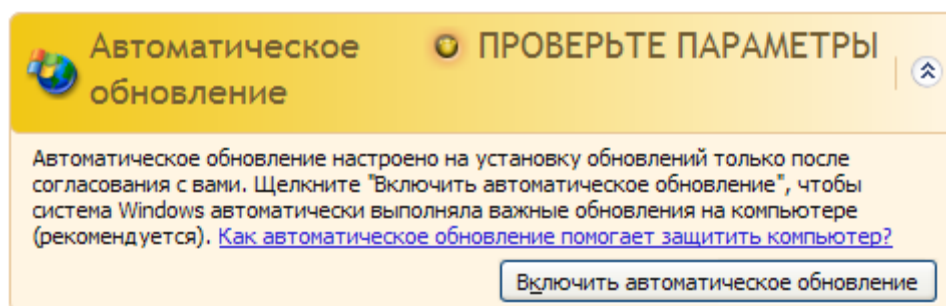 Автоматическое обновление
ПРОВЕРЬТЕ ПАРАМЕТРЫ
Автоматическое обновление настроено на установку обновлений только после
согласования с вами. Щелкните "Включить автоматическое обновление", чтобы
система Windows автоматически выполняла важные обновления на компьютере
(рекомендуется). Как автоматическое обновление помогает защитить компьютер?
Включить автоматическое обновление